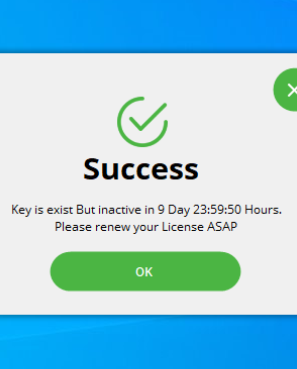 Success
Key is exist But inactive in 9 Day 23:59:50 Hours.
Please renew your License ASAP
OK